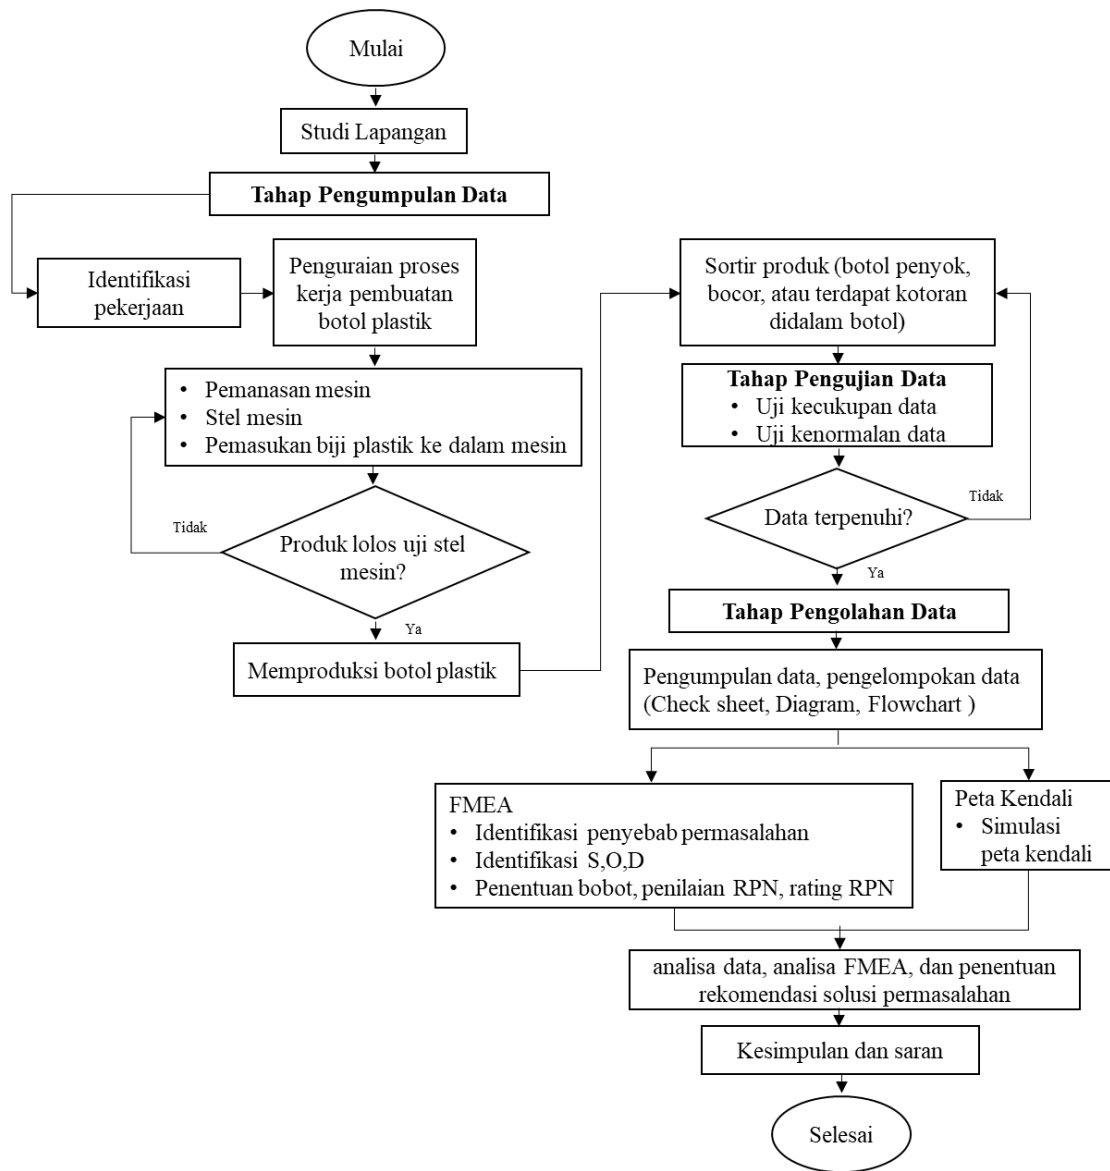 Mulai
Studi Lapangan
Tahap Pengumpulan Data
Identifikasi
pekerjaan
Penguraian proses
kerja pembuatan
botol plastik
• Pemanasan mesin
• Stel mesin
• Pemasukan biji plastik ke dalam mesin
Tidak
Produk lolos uji stel
mesin?
Ya
Memproduksi botol plastik
Sortir produk (botol penyok,
bocor, atau terdapat kotoran
didalam botol)
Tahap Pengujian Data
• Uji kecukupan data
• Uji kenormalan data
Tidak
Data terpenuhi?
Ya
Tahap Pengolahan Data
Pengumpulan data, pengelompokan data
(Check sheet, Diagram, Flowchart )
FMEA
• Identifikasi penyebab permasalahan
• Identifikasi S,O,D
• Penentuan bobot, penilaian RPN, rating RPN
Peta Kendali
• Simulasi
peta kendali
analisa data, analisa FMEA, dan penentuan
rekomendasi solusi permasalahan
Kesimpulan dan saran
Selesai